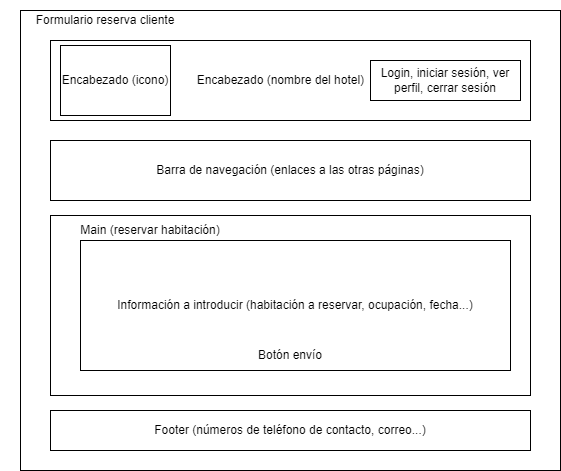 Formulario reserva cliente
Encabezado (icono)
Encabezado (nombre del hotel)
Login, iniciar sesión, ver
perfil, cerrar sesión
Barra de navegación (enlaces a las otras páginas)
Main (reservar habitación)
Información a introducir (habitación a reservar, ocupación, fecha...)
Botón envío
Footer (números de teléfono de contacto, correo...)